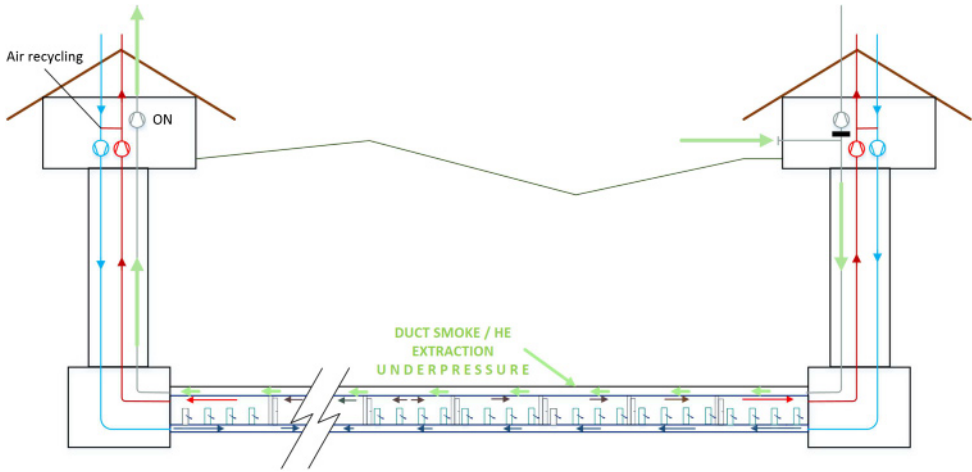 Air recycling
ON
DUCT SMOKE / HE
EXTRACTION
UNDERPRESSURE